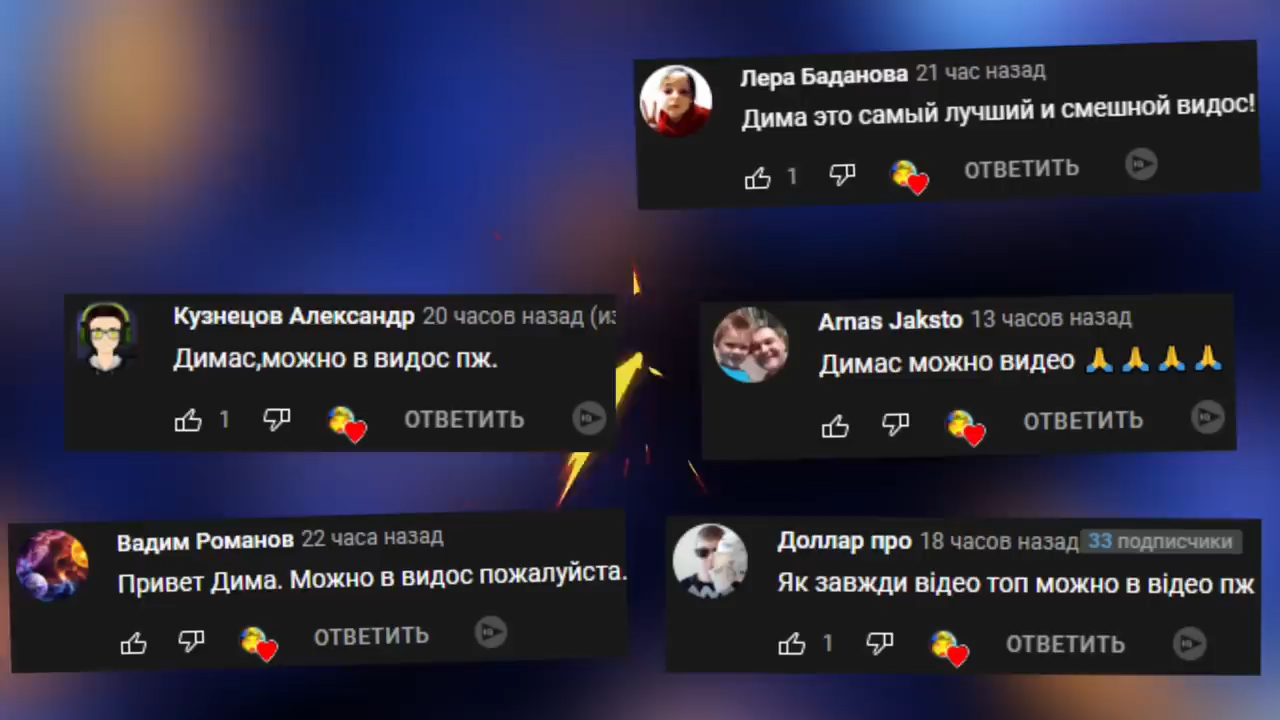 Лера Баданова 21 час назад
Дима это самый лучший и смешной видос!
1 ОТВЕТИТЬ
Кузнецов Александр 20 часов назад (из
Димас,можно в видос пж.
1 ОТВЕТИТЬ
Arnas Jaksto 13 часов назад
Димас можно видео 🙏 🙏 🙏 🙏
ОТВЕТИТЬ
Вадим Романов 22 часа назад
Привет Дима. Можно в видос пожалуйста.
ОТВЕТИТЬ
Доллар про 18 часов назад 33 подписчики
Як завжди відео топ можно в відео пж
1 ОТВЕТИТЬ